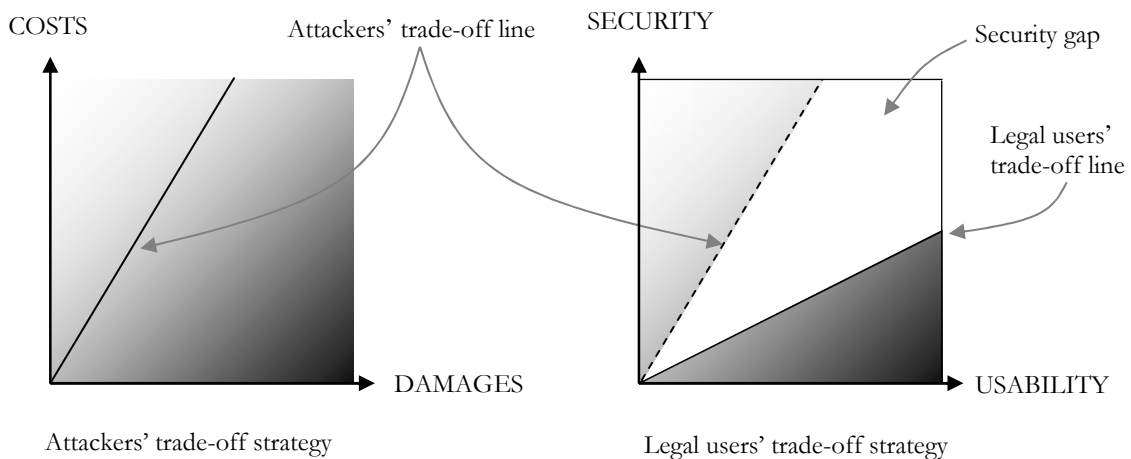 COSTS
Attackers’ trade-off line
SECURITY
Security gap
Legal users’
trade-off line
DAMAGES
USABILITY
Attackers’ trade-off strategy
Legal users’ trade-off strategy